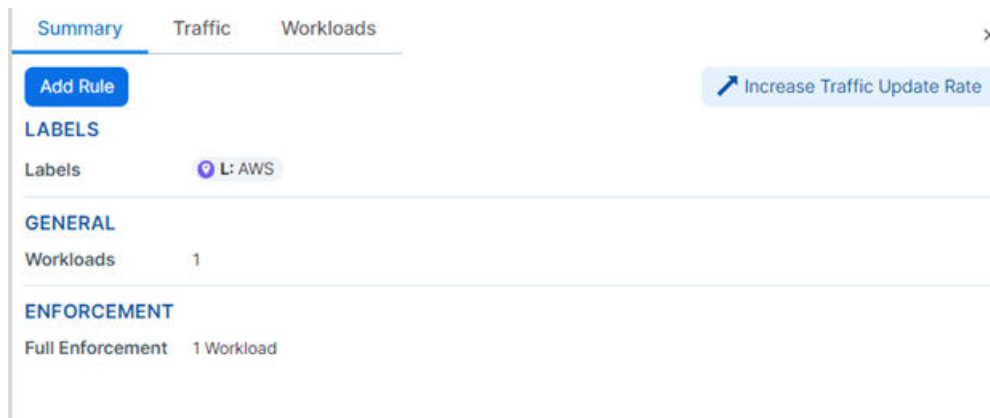 Summary Traffic Workloads
Add Rule Increase Traffic Update Rate
LABELS
Labels L: AWS
GENERAL
Workloads 1
ENFORCEMENT
Full Enforcement 1 Workload